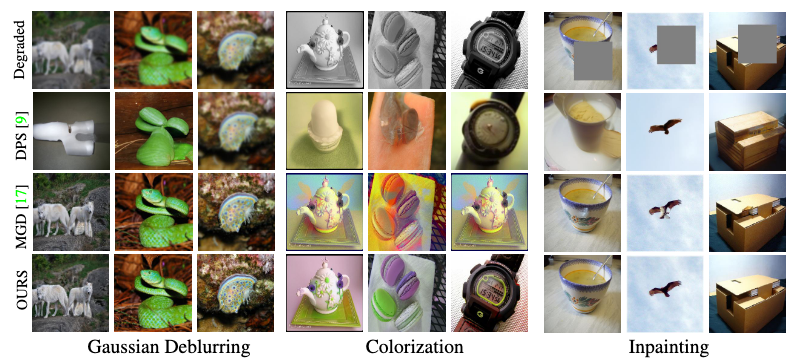 Degraded
DPS [9]
MGD [17]
OURS
Gaussian Deblurring
Colorization
Inpainting